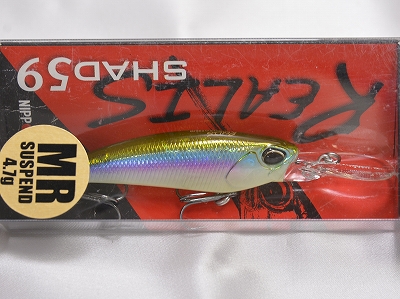 REALIS
SHAD 59
NIPP
MR
SUSPEND
4.7g